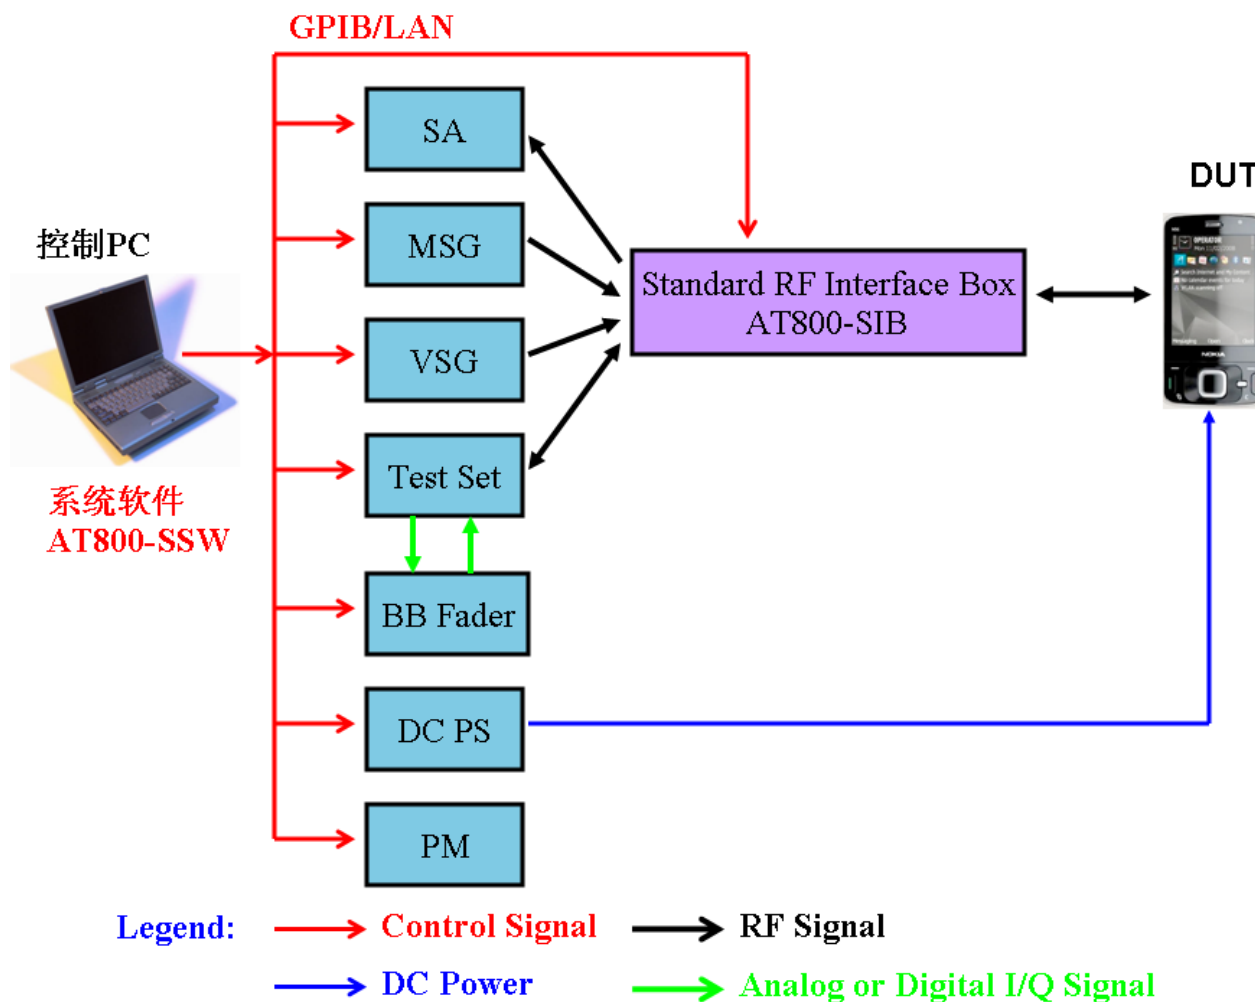 GPIB/LAN
SA
DUT
MSG
控制PC
Standard RF Interface Box
AT800-SIB
VSG
NOKIA
Test Set
系统软件
AT800-SSW
BB Fader
DC PS
PM
Legend:
Control Signal
RF Signal
DC Power
Analog or Digital I/Q Signal